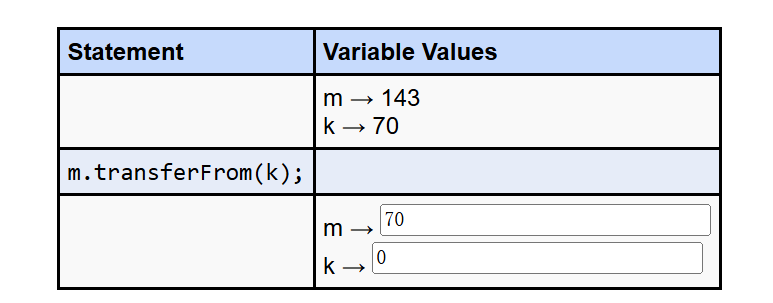 Statement Variable Values
m → 143
k → 70
m.transferFrom(k);
m → 70
k → 0